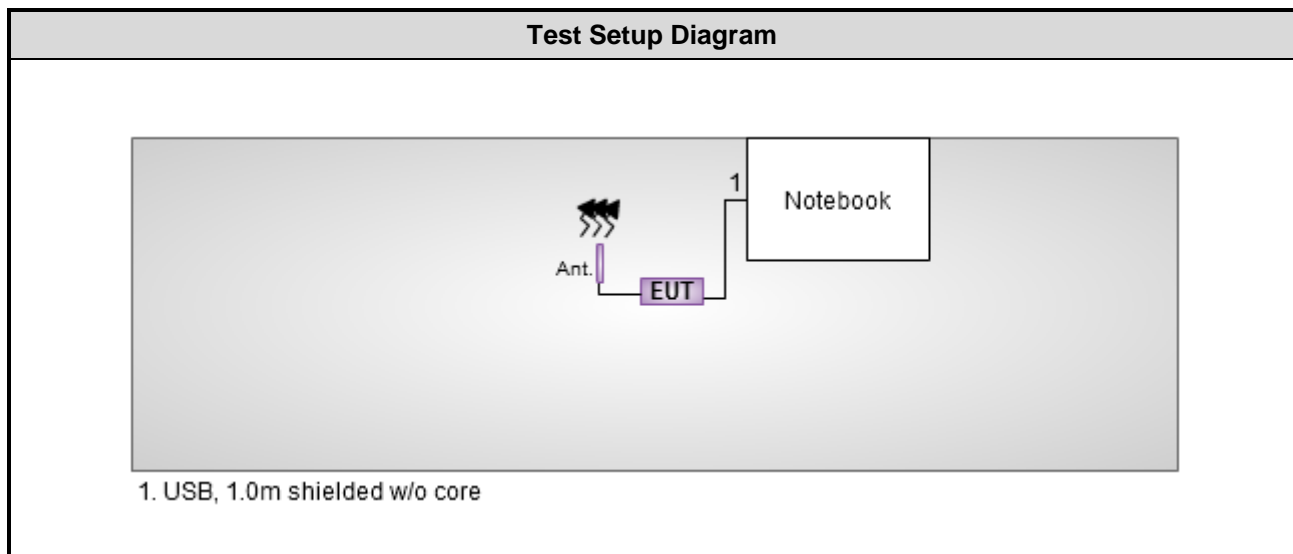 Test Setup Diagram
1
Notebook
Ant.
EUT
1. USB, 1.0m shielded w/o core